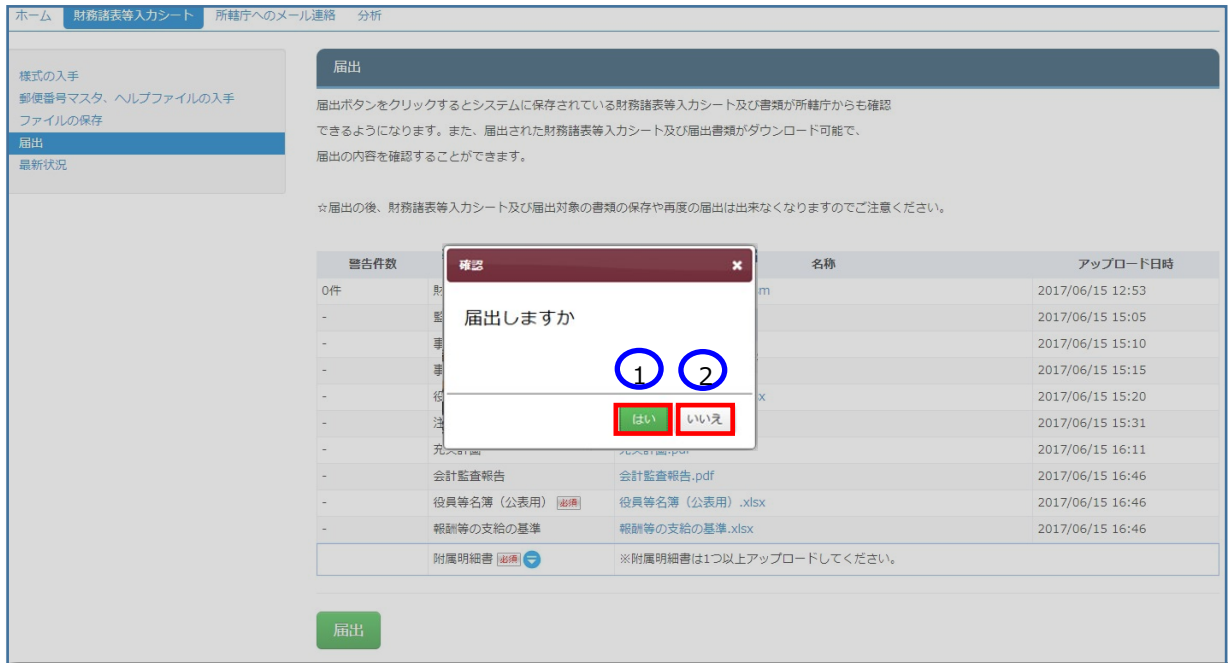 ホーム 財務諸表等入力シート 所轄庁へのメール連絡 分析
様式の入手
郵便番号マスタ、ヘルプファイルの入手
ファイルの保存
届出
最新状況
届出
届出ボタンをクリックするとシステムに保存されている財務諸表等入力シート及び書類が所轄庁からも確認
できるようになります。また、届出された財務諸表等入力シート及び届出書類がダウンロード可能で、
届出の内容を確認することができます。
☆届出の後、財務諸表等入力シート及び届出対象の書類の保存や再度の届出は出来なくなりますのでご注意ください。
警告件数 名称 アップロード日時
0件 財 m 2017/06/15 12:53
- 監 2017/06/15 15:05
- 事 2017/06/15 15:10
- 事 2017/06/15 15:15
- 役 x 2017/06/15 15:20
- 注 2017/06/15 15:31
- 充実計画 充実計画.pdf 2017/06/15 16:11
- 会計監査報告 会計監査報告.pdf 2017/06/15 16:46
- 役員等名簿（公表用） 必須 役員等名簿（公表用）.xlsx 2017/06/15 16:46
- 報酬等の支給の基準 報酬等の支給の基準.xlsx 2017/06/15 16:46
附属明細書 必須 ※附属明細書は1つ以上アップロードしてください。
確認 ×
届出しますか
1 2
はい いいえ
届出